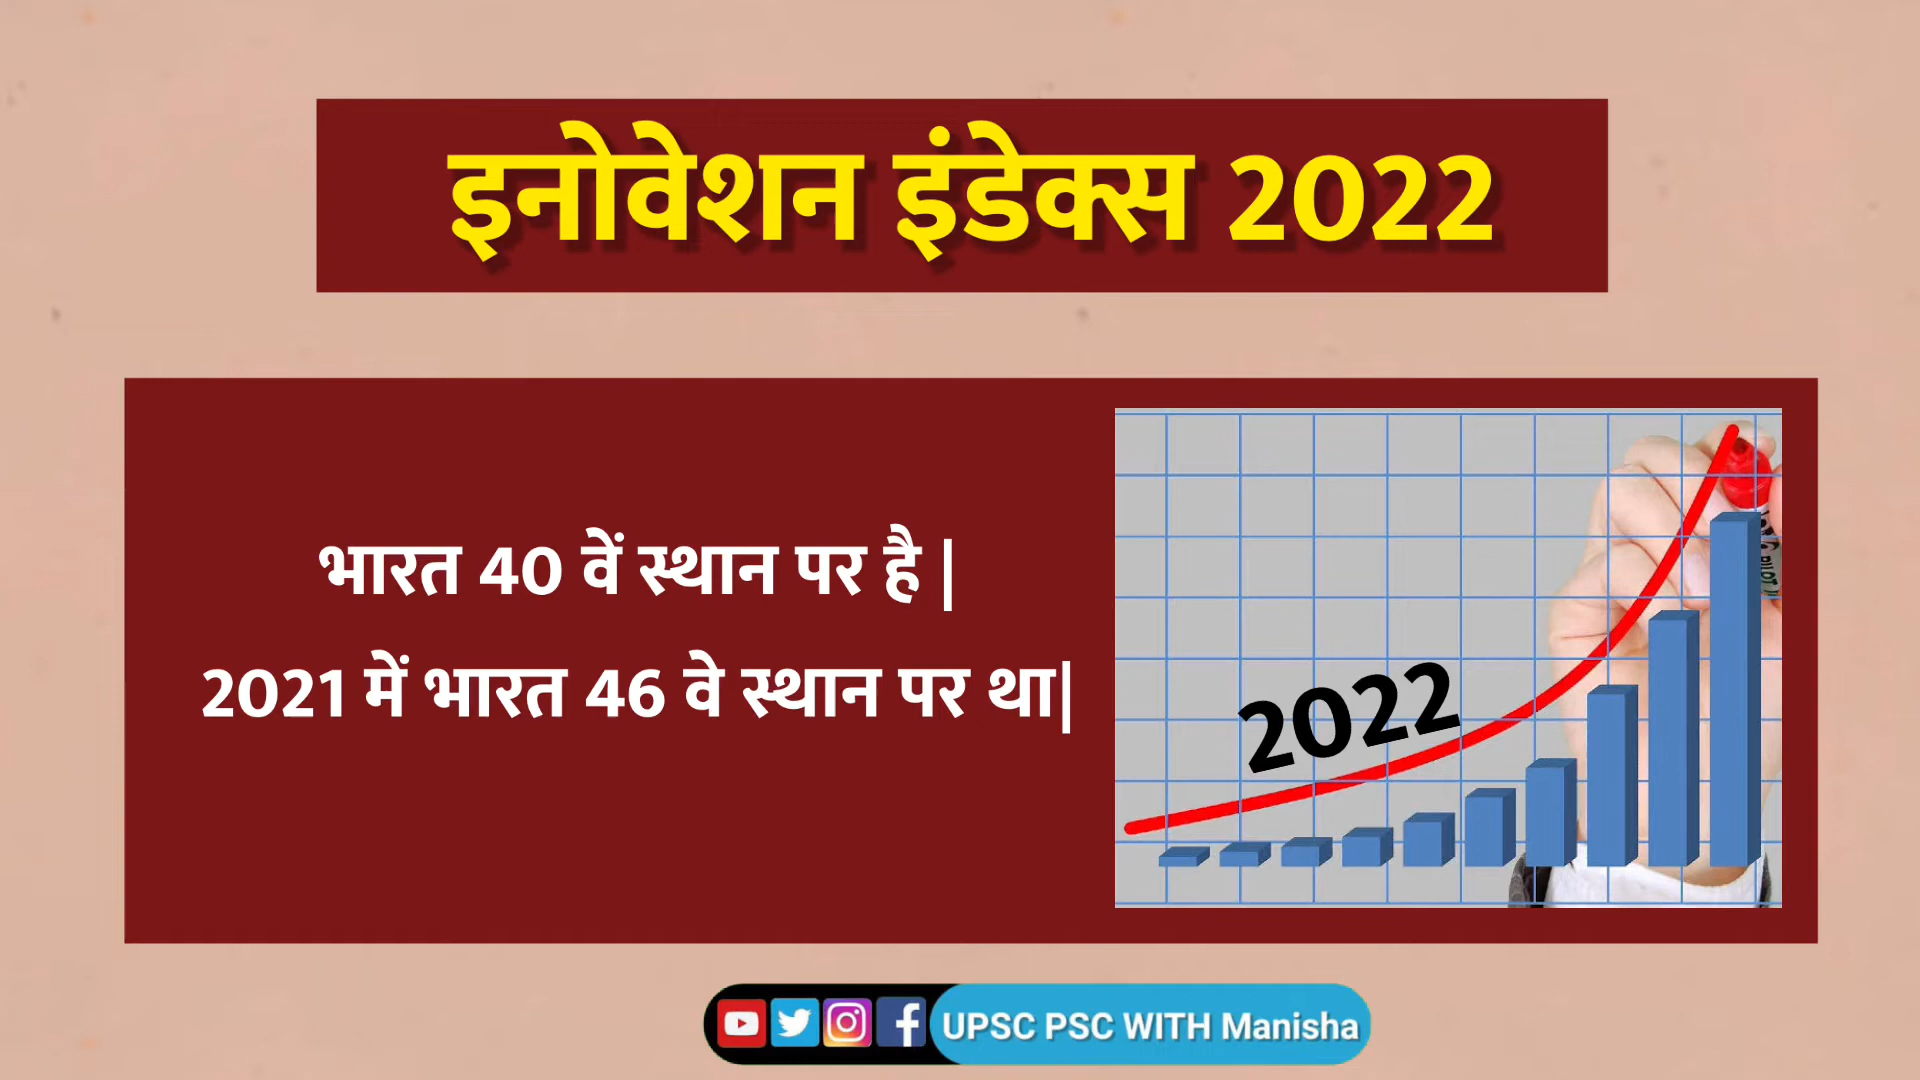 इनोवेशन इंडेक्स 2022
भारत 40 वें स्थान पर है |
2021 में भारत 46 वे स्थान पर था|
2022
UPSC PSC WITH Manisha